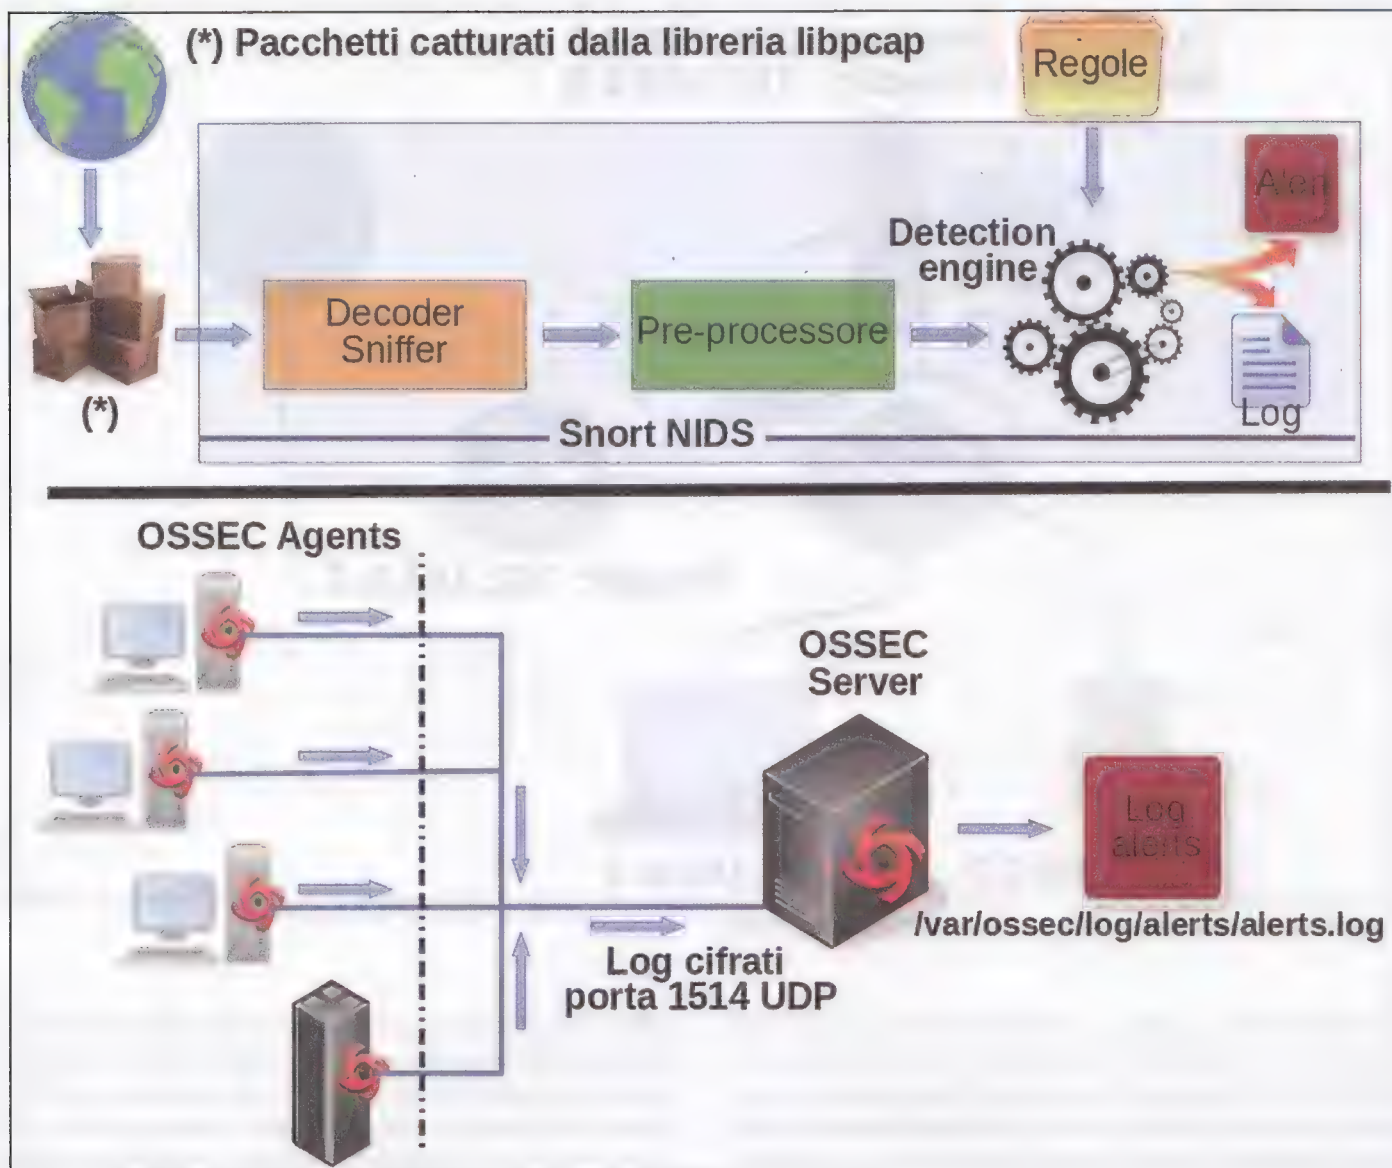 (*) Pacchetti catturati dalla libreria libpcap
Regole
Detection
engine
Decoder
Sniffer
Pre-processore
(*)
Log
Snort NIDS
OSSEC Agents
OSSEC
Server
Log
alerts
/var/ossec/log/alerts/alerts.log
Log cifrati
porta 1514 UDP